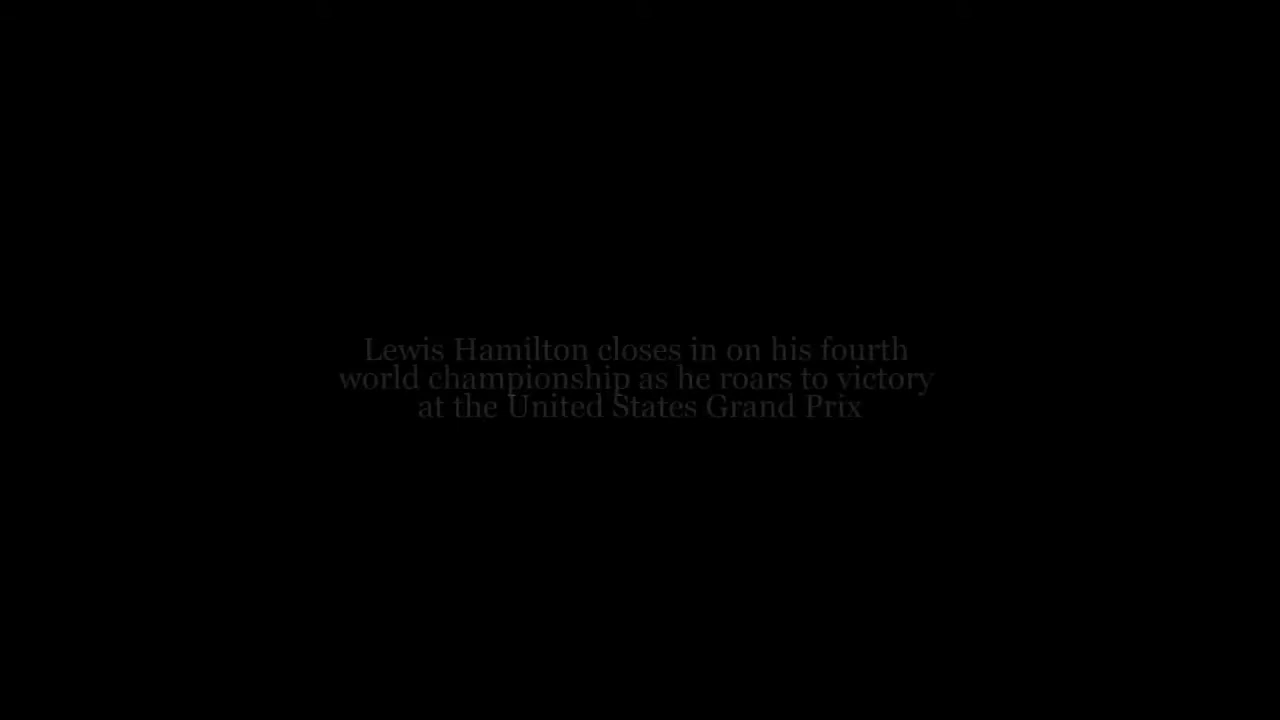 Lewis Hamilton closes in on his fourth
world championship as he roars to victory
at the United States Grand Prix